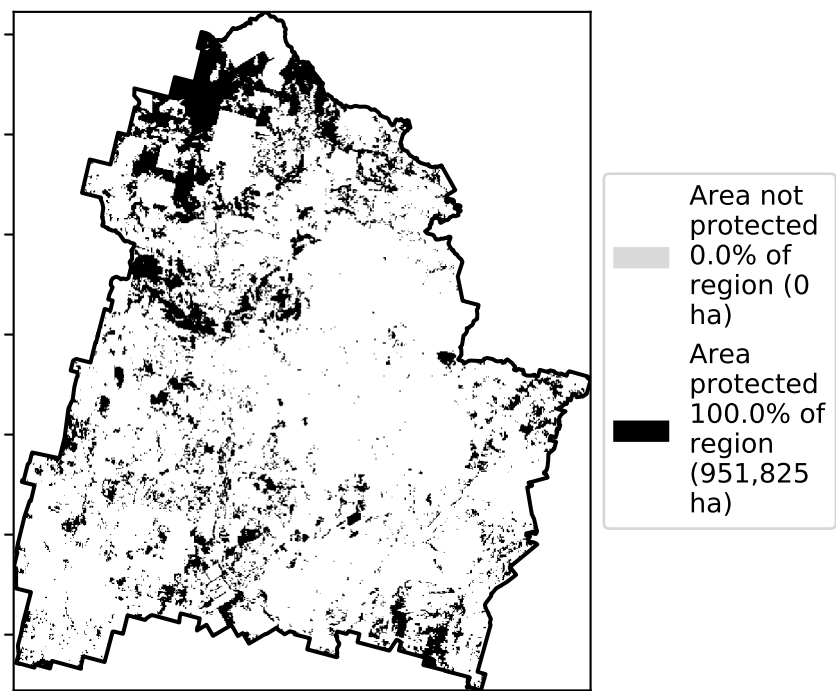 Area not
protected
0.0% of
region (0
ha)
Area
protected
100.0% of
region
(951,825
ha)